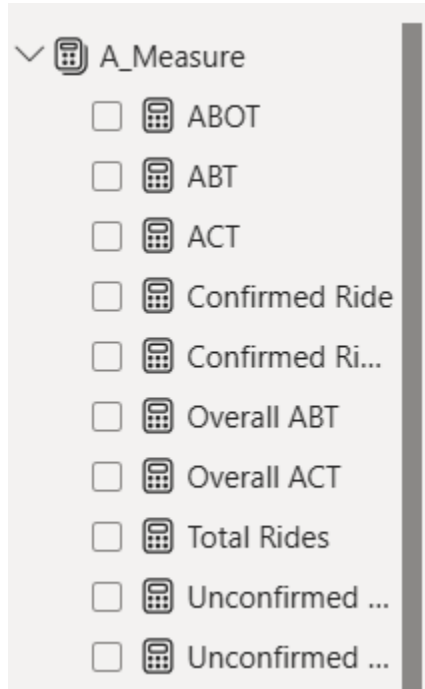 A_Measure
ABOT
ABT
ACT
Confirmed Ride
Confirmed Ri...
Overall ABT
Overall ACT
Total Rides
Unconfirmed ...
Unconfirmed ...